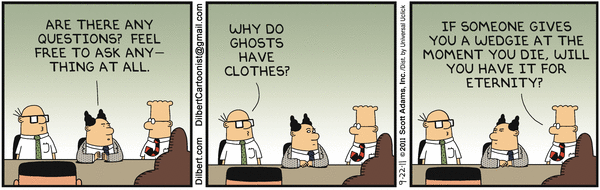 ARE THERE ANY
QUESTIONS? FEEL
FREE TO ASK ANY-
THING AT ALL.
Dilbert.com DilbertCartoonist@gmail.com
WHY DO
GHOSTS
HAVE
CLOTHES?
9-22-11 © 2011 Scott Adams, Inc. /Dist. by Universal Uclick
IF SOMEONE GIVES
YOU A WEDGIE AT THE
MOMENT YOU DIE, WILL
YOU HAVE IT FOR
ETERNITY?